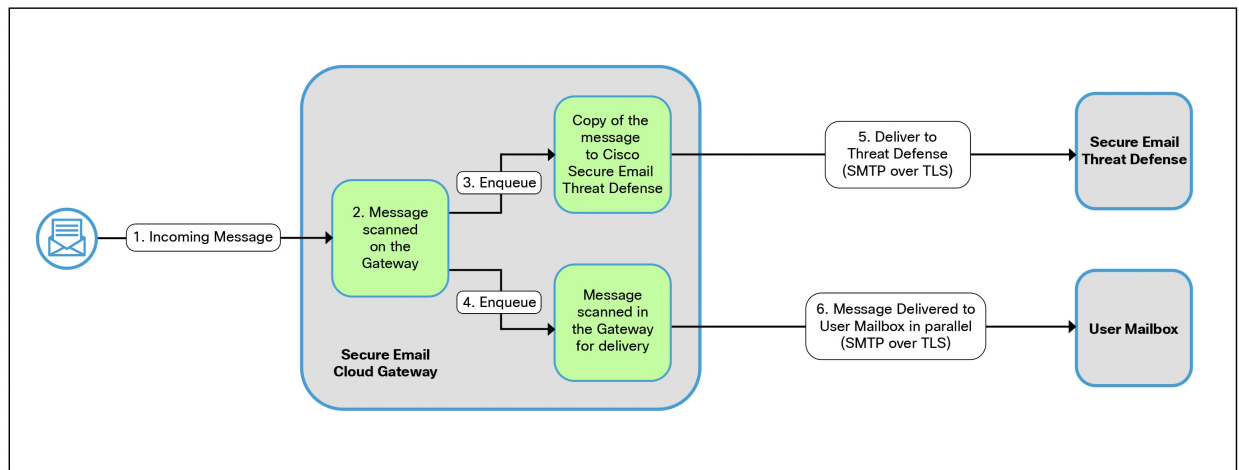 1. Incoming Message
2. Message
scanned
on the
Gateway
3. Enqueue
Copy of the
message
to Cisco
Secure Email
Threat Defense
4. Enqueue
Message
scanned in
the Gateway
for delivery
Secure Email
Cloud Gateway
5. Deliver to
Threat Defense
(SMTP over TLS)
Secure Email
Threat Defense
6. Message Delivered to
User Mailbox in parallel
(SMTP over TLS)
User Mailbox